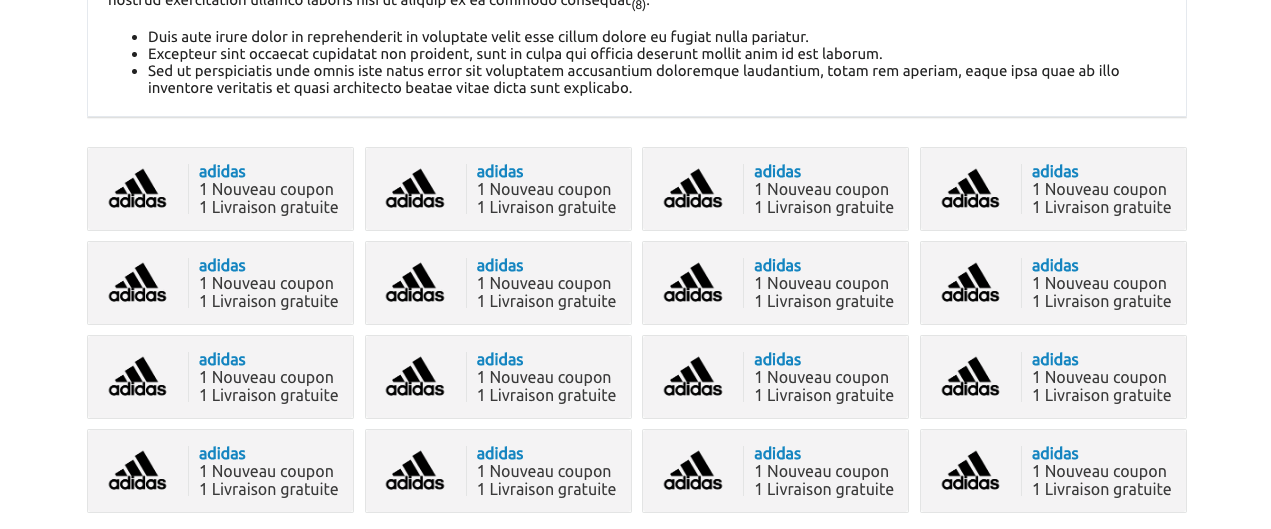 nostrud exercitation ullamco laboris nisi ut aliquip ex ea commodo consequat(8).
Duis aute irure dolor in reprehenderit in voluptate velit esse cillum dolore eu fugiat nulla pariatur.
Excepteur sint occaecat cupidatat non proident, sunt in culpa qui officia deserunt mollit anim id est laborum.
Sed ut perspiciatis unde omnis iste natus error sit voluptatem accusantium doloremque laudantium, totam rem aperiam, eaque ipsa quae ab illo
inventore veritatis et quasi architecto beatae vitae dicta sunt explicabo.
adidas
adidas
1 Nouveau coupon
1 Livraison gratuite
adidas
adidas
1 Nouveau coupon
1 Livraison gratuite
adidas
adidas
1 Nouveau coupon
1 Livraison gratuite
adidas
adidas
1 Nouveau coupon
1 Livraison gratuite
adidas
adidas
1 Nouveau coupon
1 Livraison gratuite
adidas
adidas
1 Nouveau coupon
1 Livraison gratuite
adidas
adidas
1 Nouveau coupon
1 Livraison gratuite
adidas
adidas
1 Nouveau coupon
1 Livraison gratuite
adidas
adidas
1 Nouveau coupon
1 Livraison gratuite
adidas
adidas
1 Nouveau coupon
1 Livraison gratuite
adidas
adidas
1 Nouveau coupon
1 Livraison gratuite
adidas
adidas
1 Nouveau coupon
1 Livraison gratuite
adidas
adidas
1 Nouveau coupon
1 Livraison gratuite
adidas
adidas
1 Nouveau coupon
1 Livraison gratuite
adidas
adidas
1 Nouveau coupon
1 Livraison gratuite
adidas
adidas
1 Nouveau coupon
1 Livraison gratuite